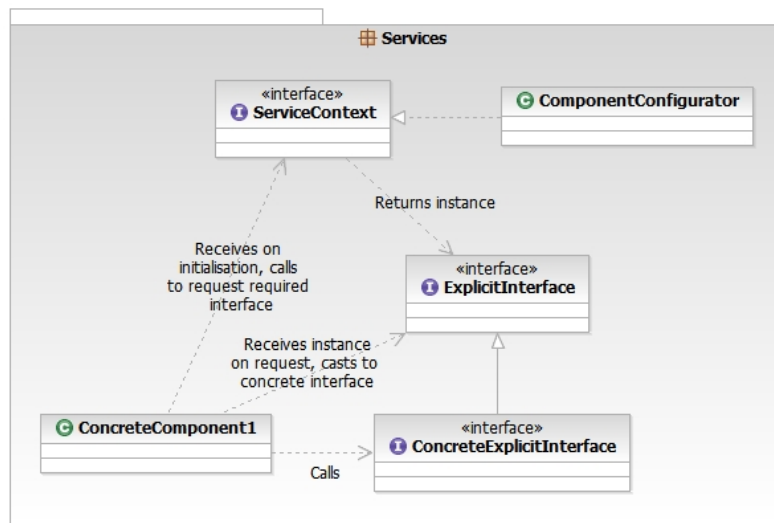 Services
«interface»
ServiceContext
ComponentConfigurator
Returns instance
Receives on
initialisation, calls
to request required
interface
«interface»
ExplicitInterface
Receives instance
on request, casts to
concrete interface
ConcreteComponent1
«interface»
ConcreteExplicitInterface
Calls